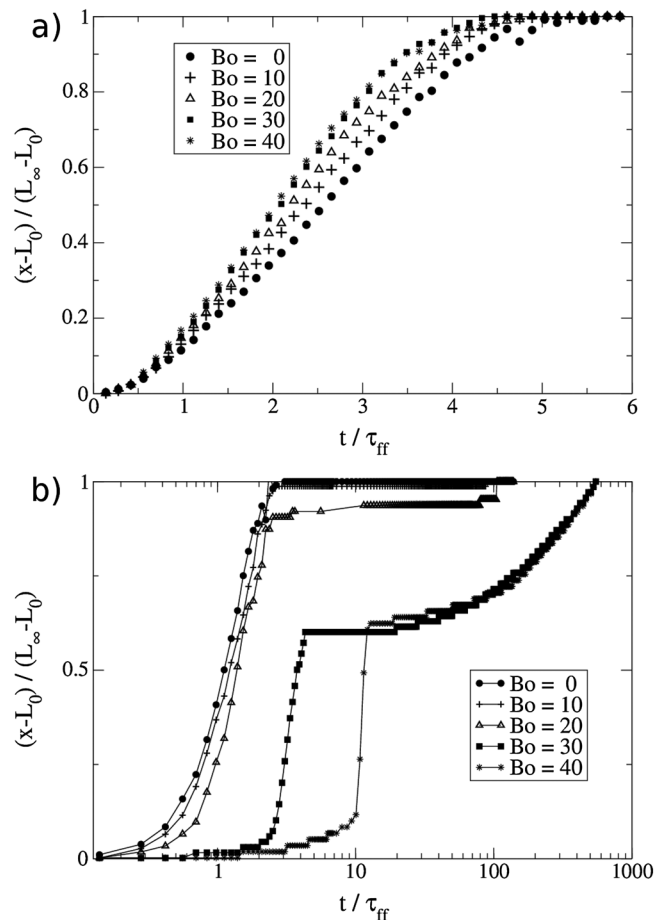 a)
1
0.8
0.6
0.4
0.2
0
(x-L₀) / (L∞-L₀)
Bo = 0
Bo = 10
Bo = 20
Bo = 30
Bo = 40
0 1 2 3 4 5 6
t / τff
b)
1
0.5
0
(x-L₀) / (L∞-L₀)
Bo = 0
Bo = 10
Bo = 20
Bo = 30
Bo = 40
1 10 100 1000
t / τff